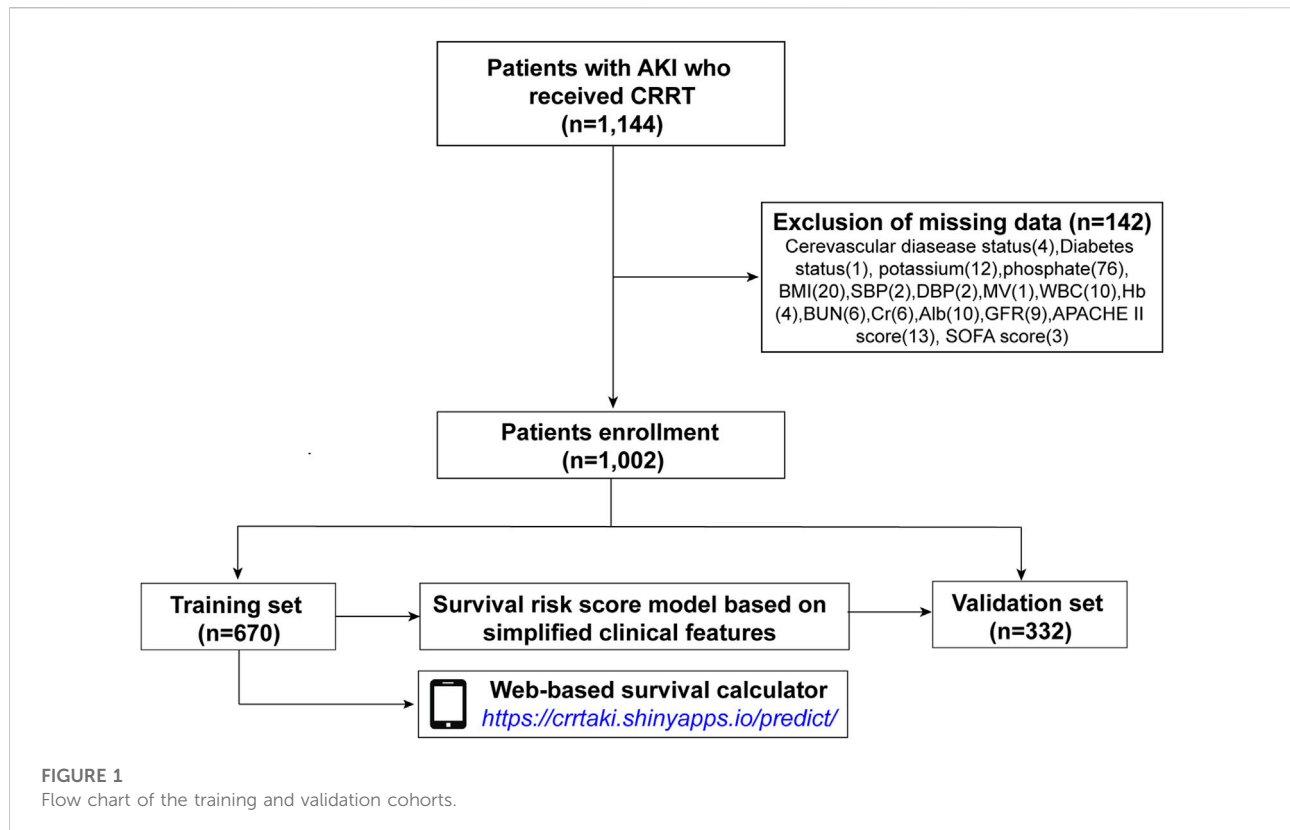 Patients with AKI who
received CRRT
(n=1,144)
Exclusion of missing data (n=142)
Cerevascular diasease status(4),Diabetes
status(1), potassium(12),phosphate(76),
BMI(20),SBP(2),DBP(2),MV(1),WBC(10),Hb
(4),BUN(6),Cr(6),Alb(10),GFR(9),APACHE II
score(13), SOFA score(3)
Patients enrollment
(n=1,002)
Training set
(n=670)
Survival risk score model based on
simplified clinical features
Validation set
(n=332)
Web-based survival calculator
https://crrtaki.shinyapps.io/predict/
FIGURE 1
Flow chart of the training and validation cohorts.